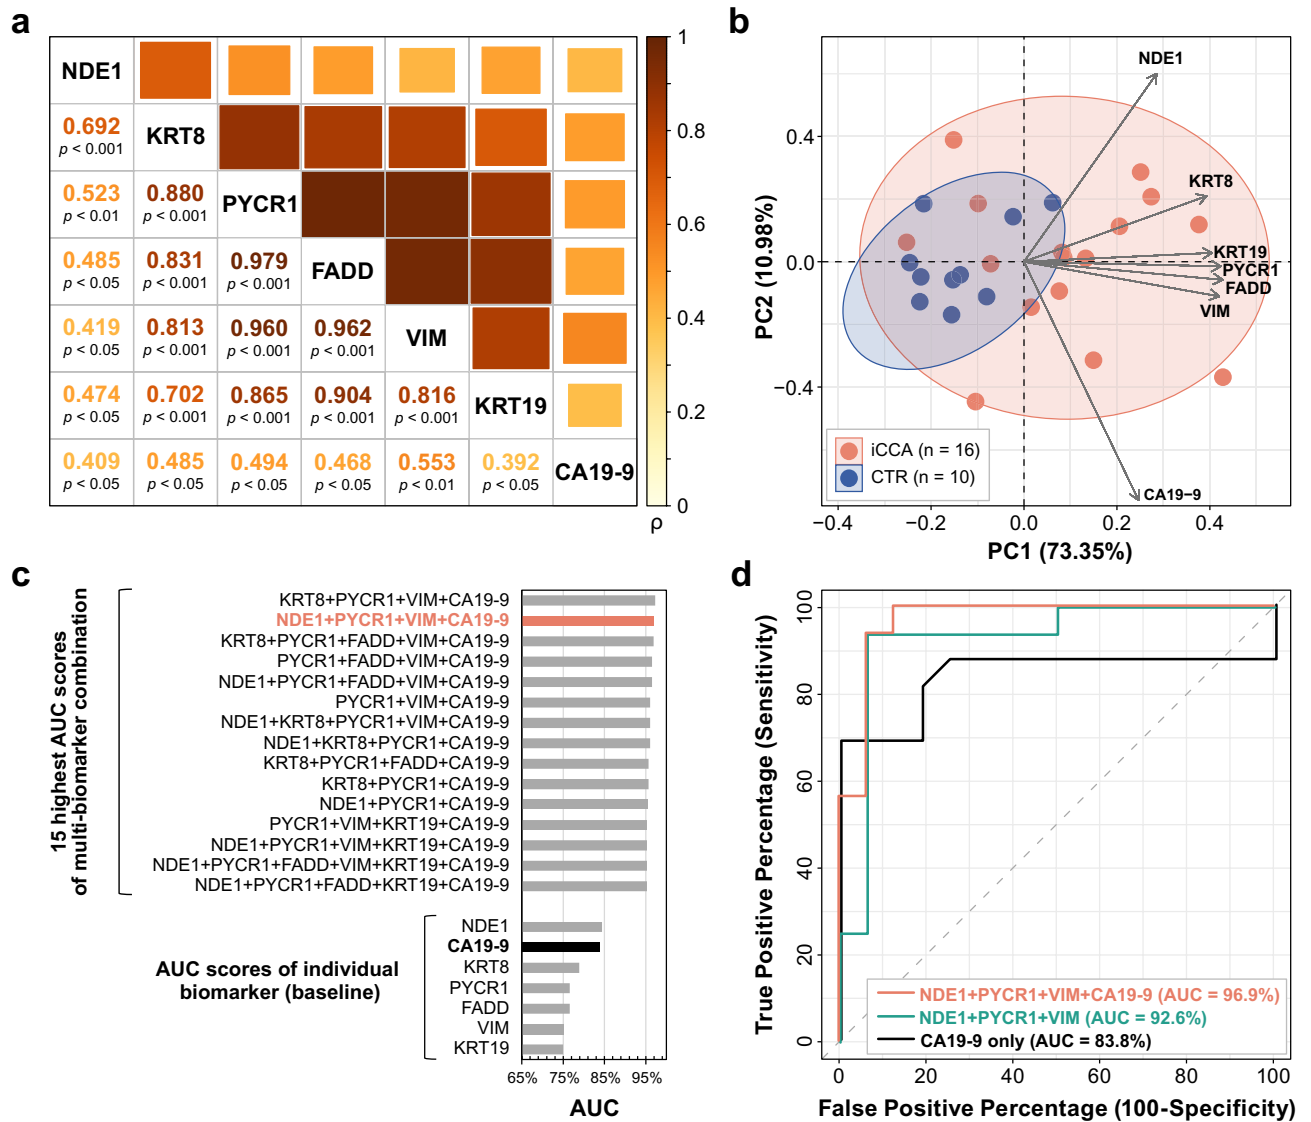 a
NDE1
0.692
p < 0.001
KRT8
0.523
p < 0.01
0.880
p < 0.001
PYCR1
0.485
p < 0.05
0.831
p < 0.001
0.979
p < 0.001
FADD
0.419
p < 0.05
0.813
p < 0.001
0.960
p < 0.001
0.962
p < 0.001
VIM
0.474
p < 0.05
0.702
p < 0.001
0.865
p < 0.001
0.904
p < 0.001
0.816
p < 0.001
KRT19
0.409
p < 0.05
0.485
p < 0.05
0.494
p < 0.05
0.468
p < 0.05
0.553
p < 0.01
0.392
p < 0.05
CA19-9
1
0.8
0.6
0.4
0.2
0
ρ
b
PC2 (10.98%)
0.4
0.0
−0.4
NDE1
KRT8
KRT19
PYCR1
FADD
VIM
CA19−9
iCCA (n = 16)
CTR (n = 10)
−0.4
−0.2
0.0
0.2
0.4
PC1 (73.35%)
c
15 highest AUC scores
of multi-biomarker combination
KRT8+PYCR1+VIM+CA19-9
NDE1+PYCR1+VIM+CA19-9
KRT8+PYCR1+FADD+VIM+CA19-9
PYCR1+FADD+VIM+CA19-9
NDE1+PYCR1+FADD+VIM+CA19-9
PYCR1+VIM+CA19-9
NDE1+KRT8+PYCR1+VIM+CA19-9
NDE1+KRT8+PYCR1+CA19-9
KRT8+PYCR1+FADD+CA19-9
KRT8+PYCR1+CA19-9
NDE1+PYCR1+CA19-9
PYCR1+VIM+KRT19+CA19-9
NDE1+PYCR1+VIM+KRT19+CA19-9
NDE1+PYCR1+FADD+VIM+KRT19+CA19-9
NDE1+PYCR1+FADD+KRT19+CA19-9
AUC scores of individual
biomarker (baseline)
NDE1
CA19-9
KRT8
PYCR1
FADD
VIM
KRT19
65%
75%
85%
95%
AUC
d
True Positive Percentage (Sensitivity)
100
80
60
40
20
0
NDE1+PYCR1+VIM+CA19-9 (AUC = 96.9%)
NDE1+PYCR1+VIM (AUC = 92.6%)
CA19-9 only (AUC = 83.8%)
0
20
40
60
80
100
False Positive Percentage (100-Specificity)